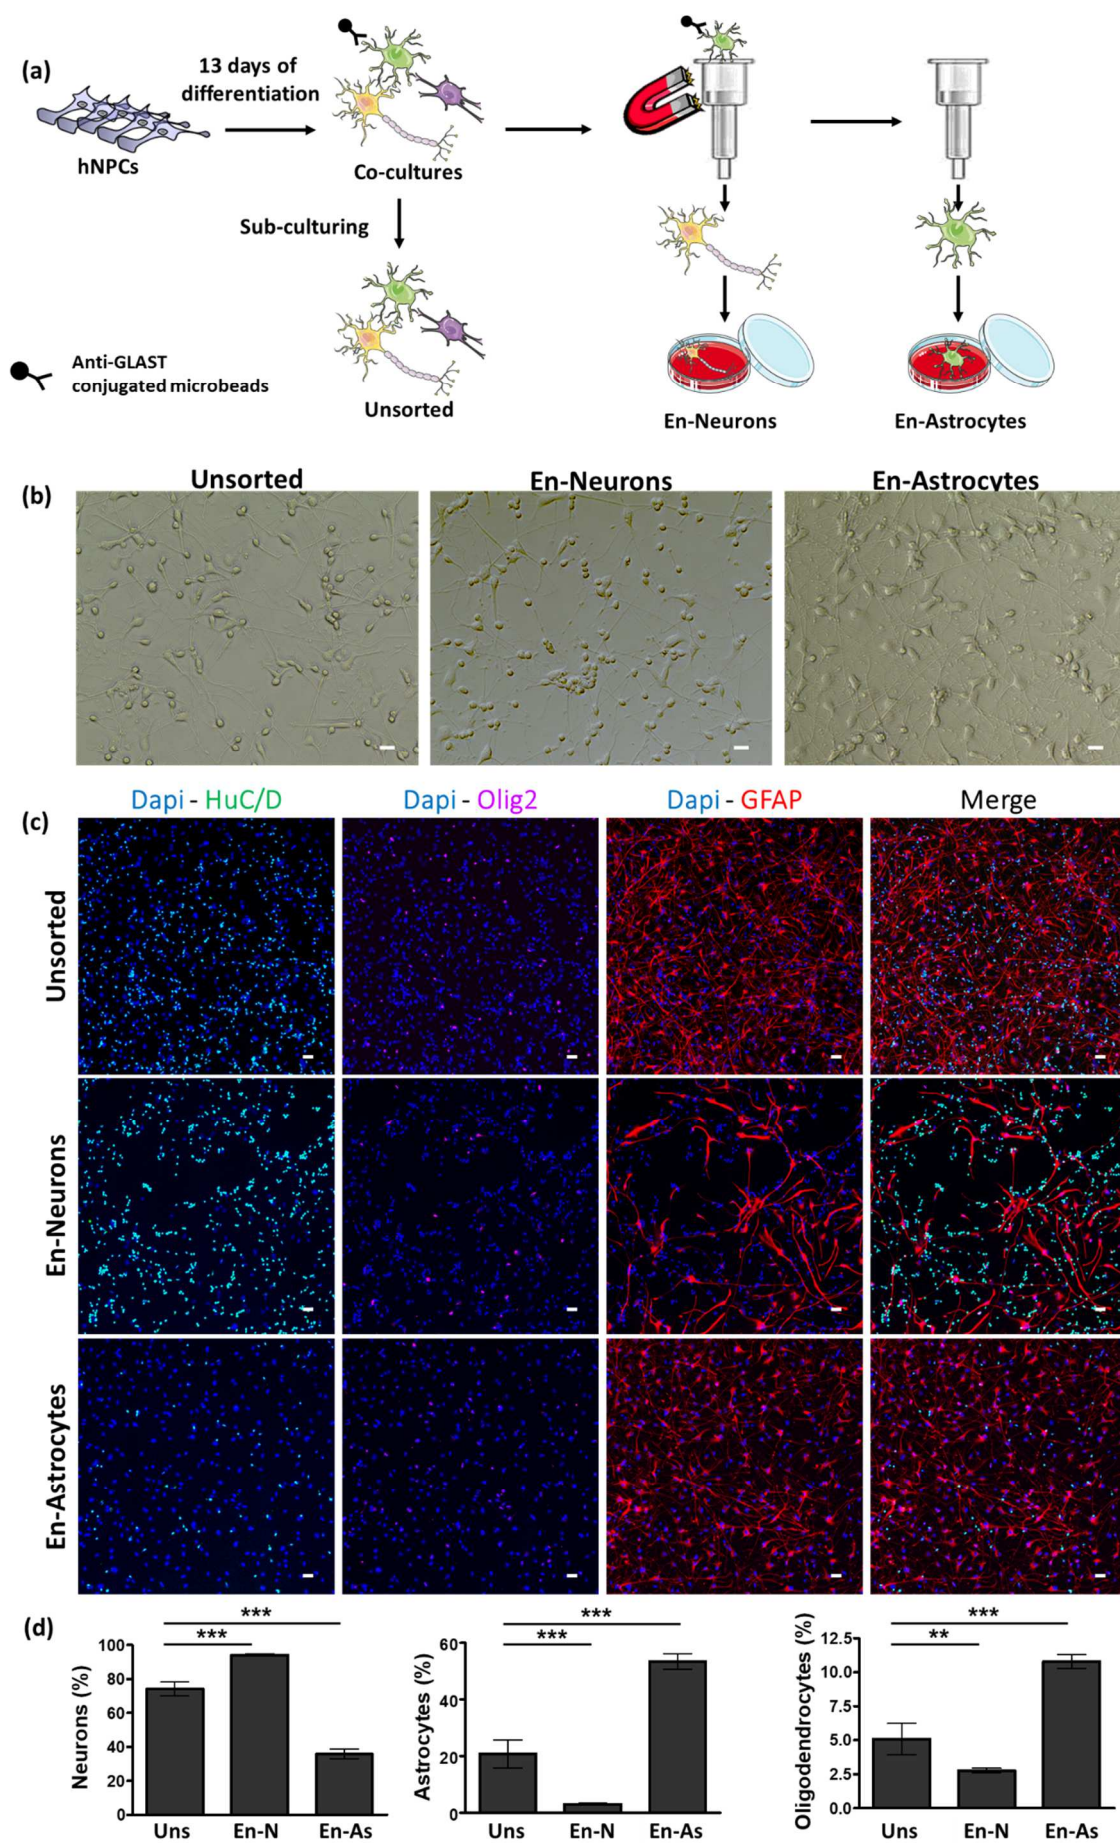 (a)
13 days of
differentiation
hNPCs
Co-cultures
Sub-culturing
Anti-GLAST
conjugated microbeads
Unsorted
En-Neurons
En-Astrocytes
(b)
Unsorted
En-Neurons
En-Astrocytes
(c)
Dapi - HuC/D
Dapi - Olig2
Dapi - GFAP
Merge
Unsorted
En-Neurons
En-Astrocytes
(d)
Neurons (%)
120
100
80
60
40
20
0
***
***
Uns
En-N
En-As
Astrocytes (%)
60
40
20
0
***
***
Uns
En-N
En-As
Oligodendrocytes (%)
12.5
10.0
7.5
5.0
2.5
0.0
***
**
Uns
En-N
En-As